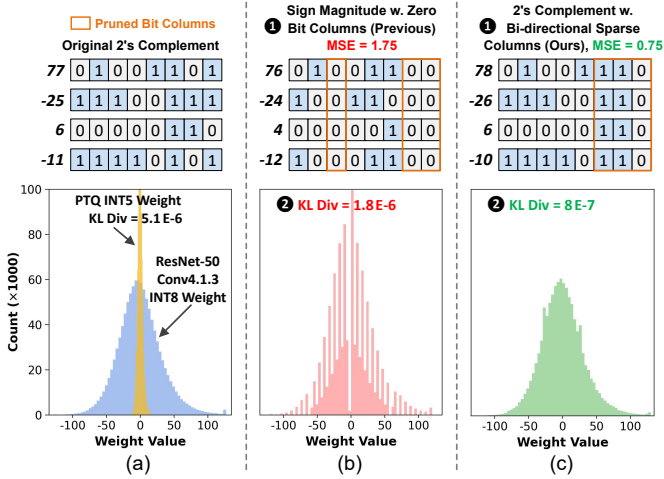 Pruned Bit Columns
Original 2's Complement
77 0 1 0 0 1 1 0 1
-25 1 1 1 0 0 1 1 1
6 0 0 0 0 0 1 1 0
-11 1 1 1 1 0 1 0 1
1 Sign Magnitude w. Zero
Bit Columns (Previous)
MSE = 1.75
76 0 1 0 0 1 1 0 0
-24 1 0 0 1 1 0 0 0
4 0 0 0 0 0 1 0 0
-12 1 0 0 0 1 1 0 0
1 2's Complement w.
Bi-directional Sparse
Columns (Ours), MSE = 0.75
78 0 1 0 0 1 1 1 0
-26 1 1 1 0 0 1 1 0
6 0 0 0 0 0 1 1 0
-10 1 1 1 1 0 1 1 0
Count (×1000)
100
80
60
40
20
0
PTQ INT5 Weight
KL Div = 5.1E-6
ResNet-50
Conv4.1.3
INT8 Weight
-100 -50 0 50 100
Weight Value
(a)
2 KL Div = 1.8E-6
-100 -50 0 50 100
Weight Value
(b)
2 KL Div = 8E-7
-100 -50 0 50 100
Weight Value
(c)